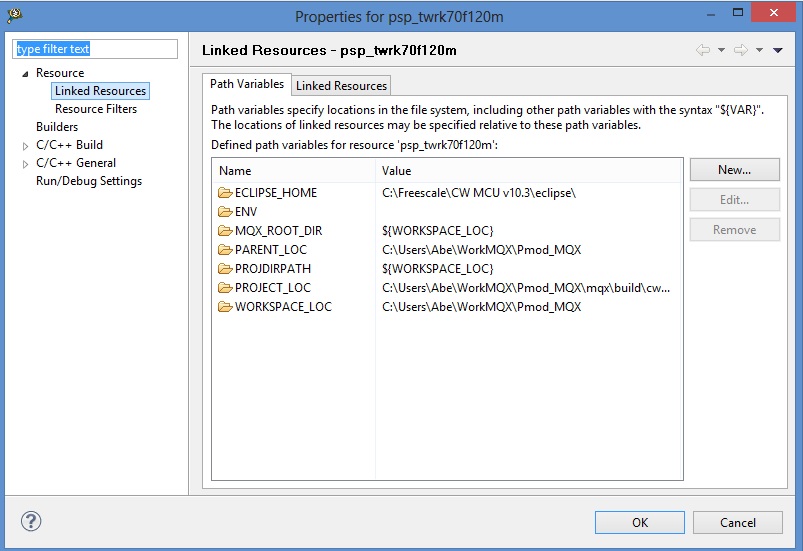 Properties for psp_twrk70f120m
type filter text
Resource
Linked Resources
Resource Filters
Builders
C/C++ Build
C/C++ General
Run/Debug Settings
Linked Resources - psp_twrk70f120m
Path Variables Linked Resources
Path variables specify locations in the file system, including other path variables with the syntax "${VAR}".
The locations of linked resources may be specified relative to these path variables.
Defined path variables for resource 'psp_twrk70f120m':
Name Value
ECLIPSE_HOME C:\Freescale\CW MCU v10.3\eclipse\
ENV
MQX_ROOT_DIR ${WORKSPACE_LOC}
PARENT_LOC C:\Users\Abe\WorkMQX\Pmod_MQX
PROJDIRPATH ${WORKSPACE_LOC}
PROJECT_LOC C:\Users\Abe\WorkMQX\Pmod_MQX\mqx\build\cw...
WORKSPACE_LOC C:\Users\Abe\WorkMQX\Pmod_MQX
New...
Edit...
Remove
?
OK Cancel